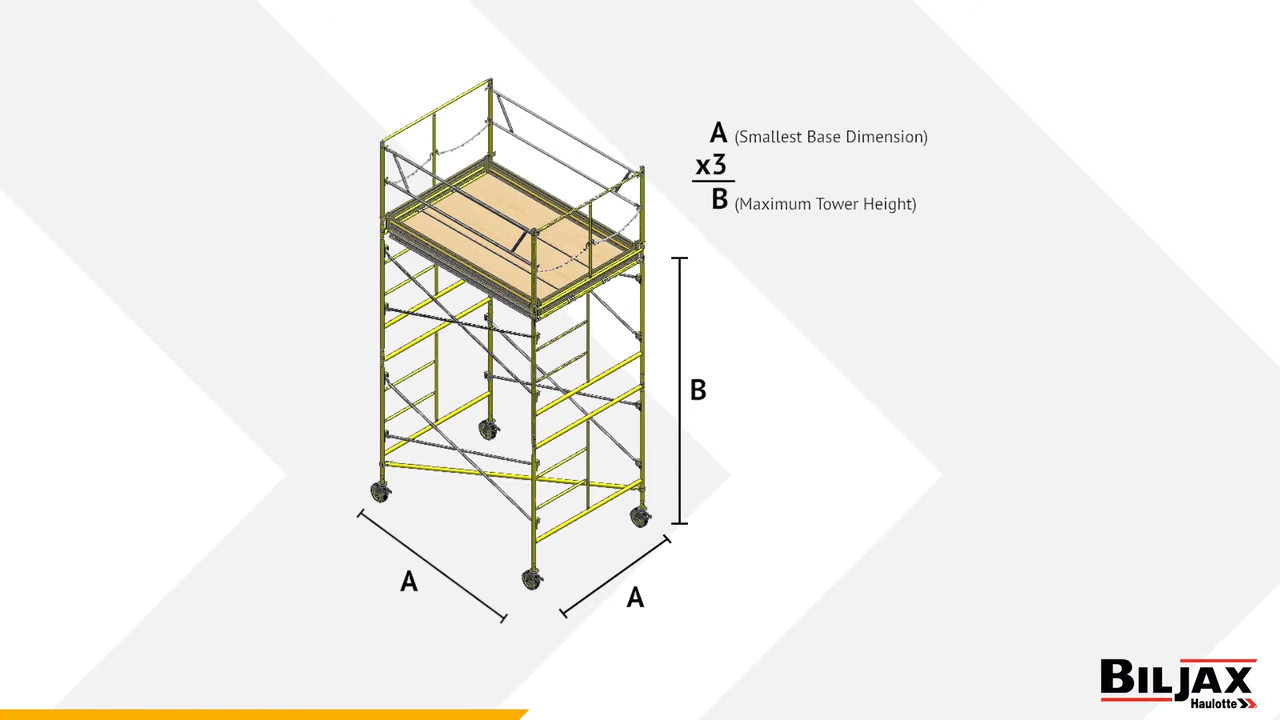 A (Smallest Base Dimension)
x3
B (Maximum Tower Height)
B
A
A
BILJAX
Haulotte